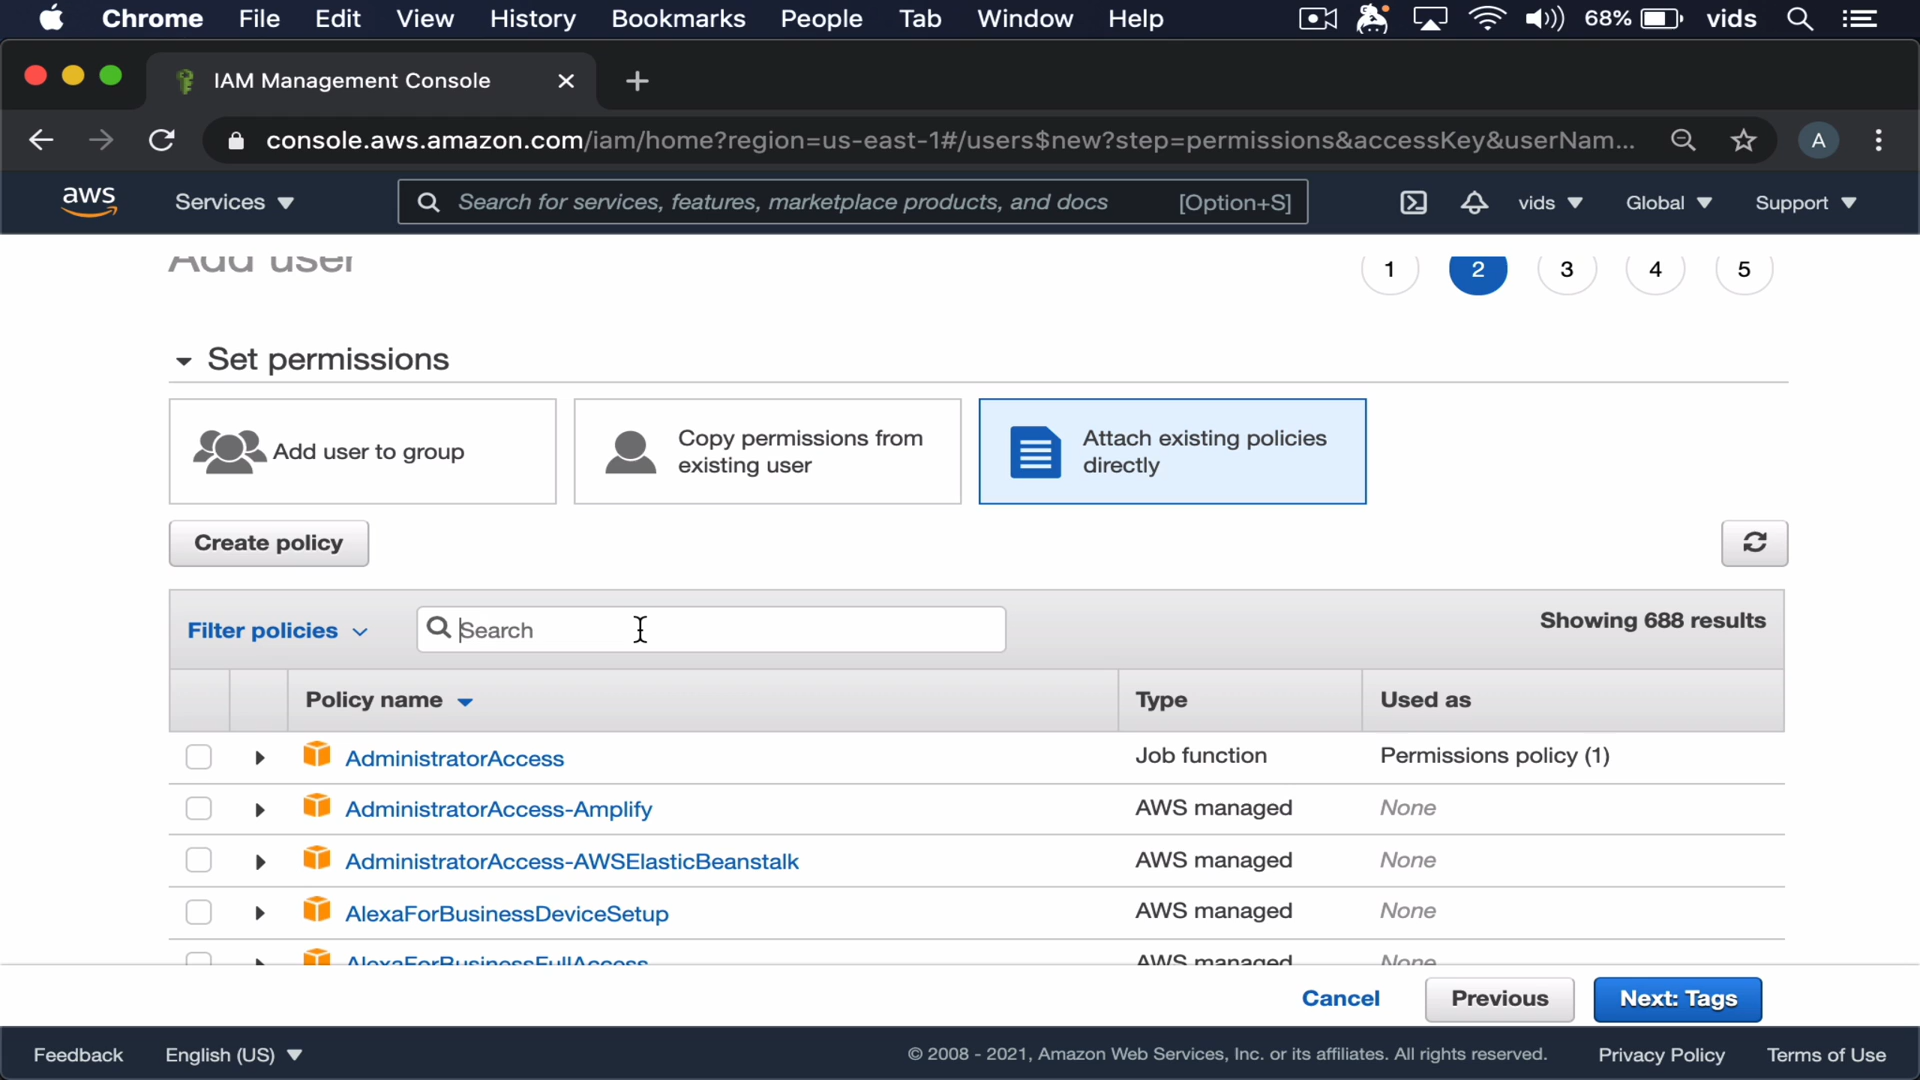 Chrome File Edit View History Bookmarks People Tab Window Help 68% vids
IAM Management Console
console.aws.amazon.com/iam/home?region=us-east-1#/users$new?step=permissions&accessKey&userNam... A
aws Services Search for services, features, marketplace products, and docs [Option+S] vids Global Support
Add user 1 2 3 4 5
Set permissions
Add user to group
Copy permissions from
existing user
Attach existing policies
directly
Create policy
Filter policies Search Showing 688 results
Policy name Type Used as
AdministratorAccess Job function Permissions policy (1)
AdministratorAccess-Amplify AWS managed None
AdministratorAccess-AWSElasticBeanstalk AWS managed None
AlexaForBusinessDeviceSetup AWS managed None
AlexaForBusinessFullAccess AWS managed None
Cancel Previous Next: Tags
Feedback English (US) © 2008 - 2021, Amazon Web Services, Inc. or its affiliates. All rights reserved. Privacy Policy Terms of Use